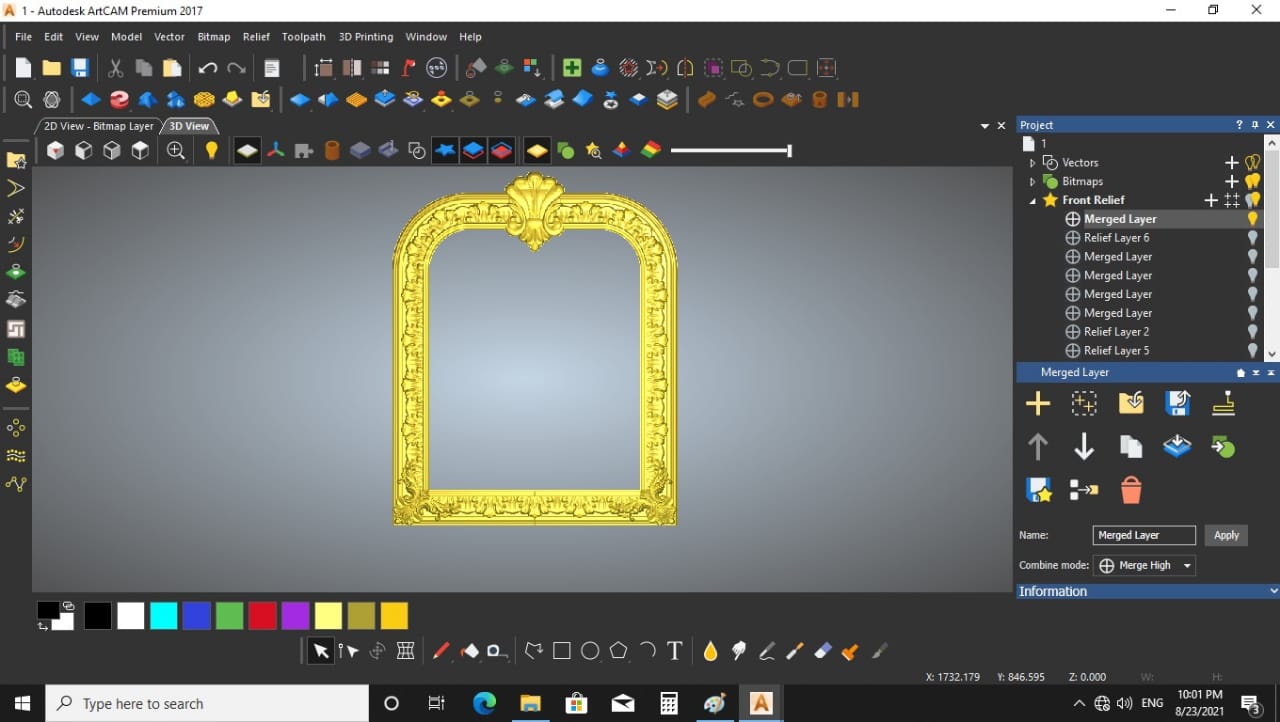 1 - Autodesk ArtCAM Premium 2017
File Edit View Model Vector Bitmap Relief Toolpath 3D Printing Window Help
2D View - Bitmap Layer 3D View
Project
1
Vectors
Bitmaps
Front Relief
Merged Layer
Relief Layer 6
Merged Layer
Merged Layer
Merged Layer
Merged Layer
Relief Layer 2
Relief Layer 5
Merged Layer
Name: Merged Layer Apply
Combine mode: Merge High
Information
X: 1732.179 Y: 846.595 Z: 0.000 W: H:
Type here to search
ENG
10:01 PM
8/23/2021
3